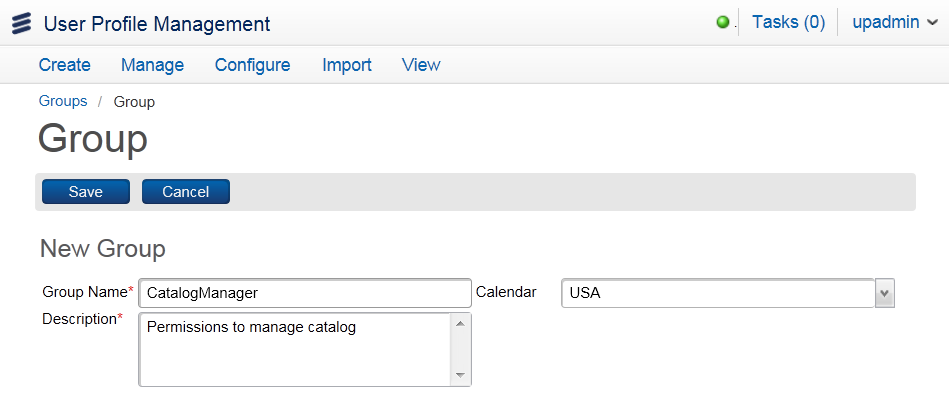 User Profile Management . Tasks (0) upadmin
Create Manage Configure Import View
Groups / Group
Group
Save Cancel
New Group
Group Name* CatalogManager Calendar USA
Description* Permissions to manage catalog